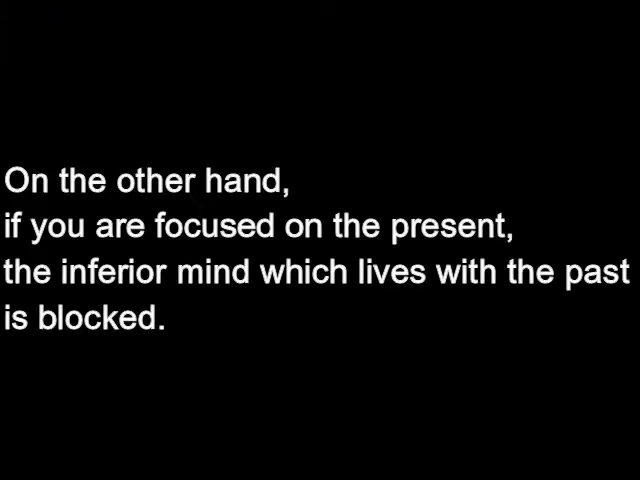 On the other hand,
if you are focused on the present,
the inferior mind which lives with the past
is blocked.